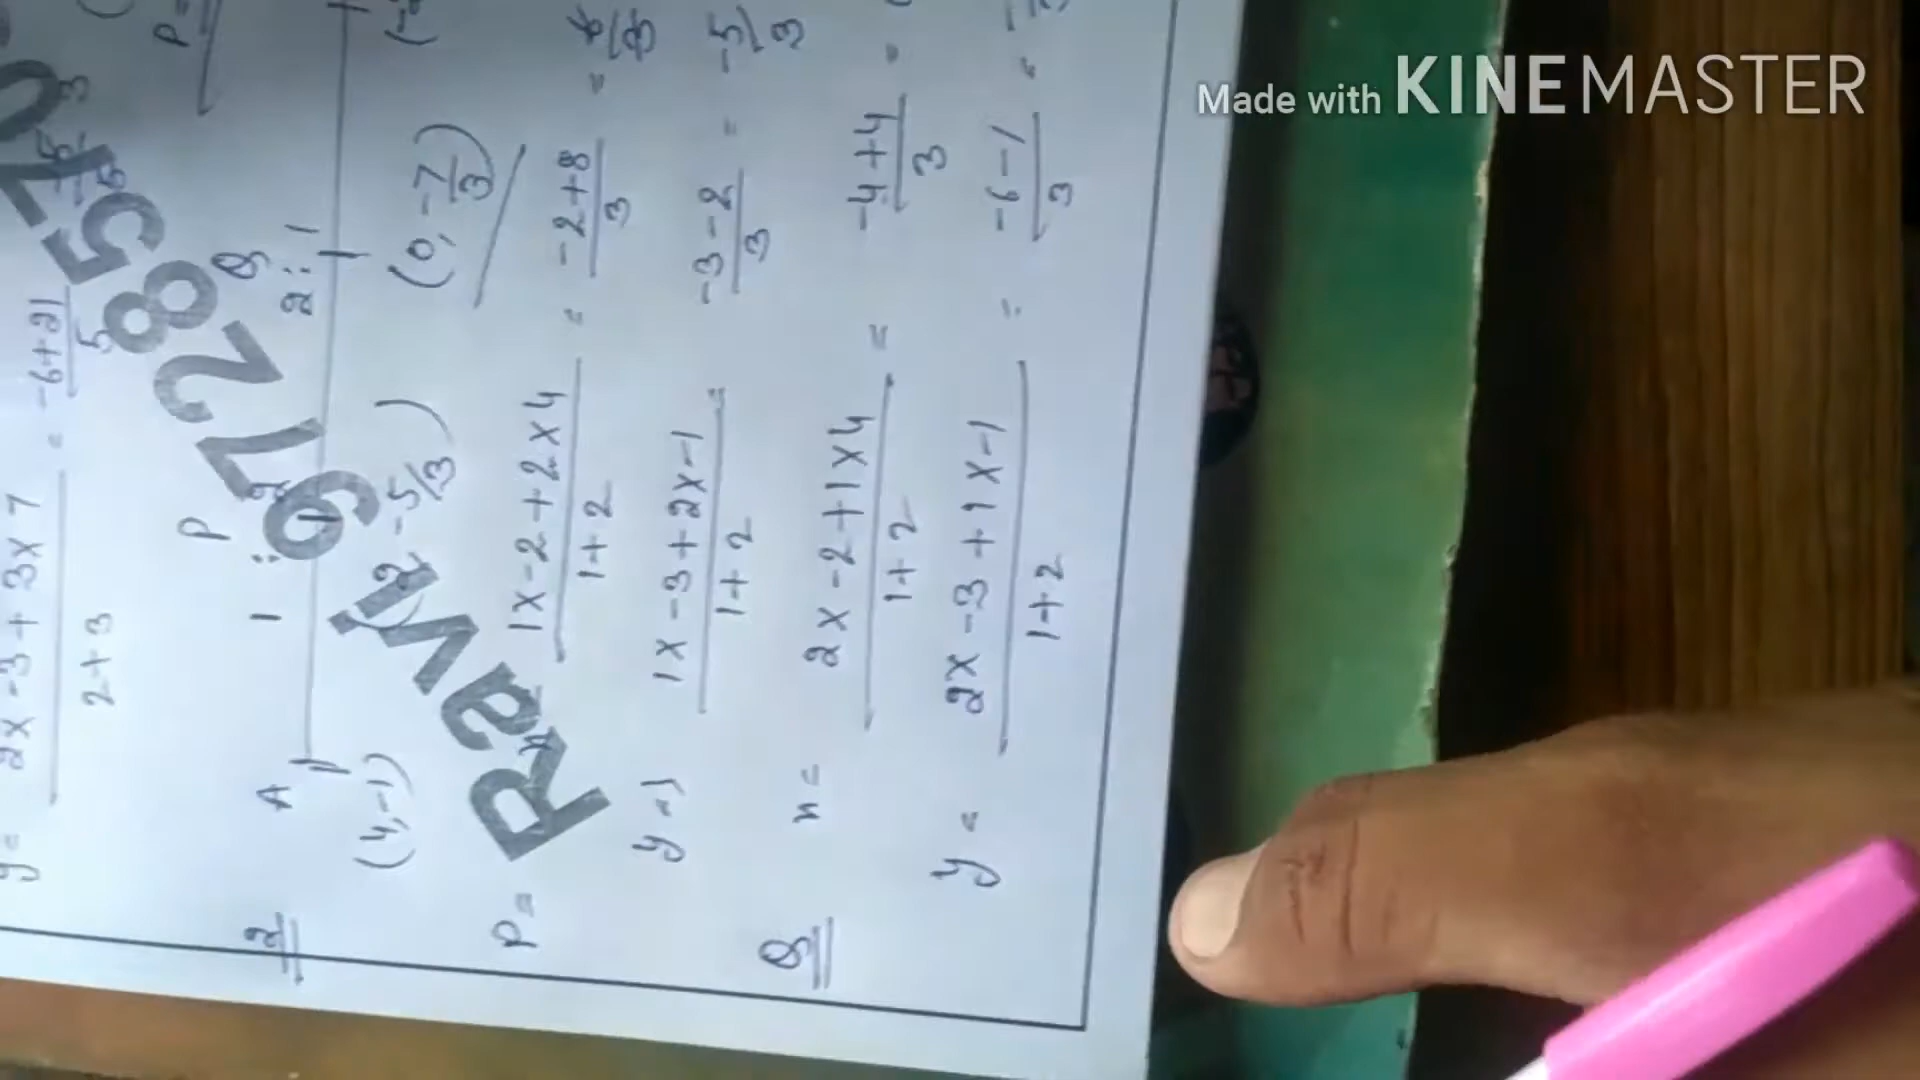 Made with KINEMASTER
y = 2x-3+3x7 = -6+21
2+3 5
P=
2 A 1 : P 2 Q 2 : 1
(4,-1) (2, -5/3) (0, -7/3)
P= x= 1x-2+2x4 = -2+8 = 6/3
1+2 3
y = 1x-3+2x-1 = -3-2 = -5/3
1+2 3
Q x = 2x-2+1x4 = -4+4 =
1+2 3
y = 2x-3+1x-1 = -6-1 =
1+2 3
Ravi